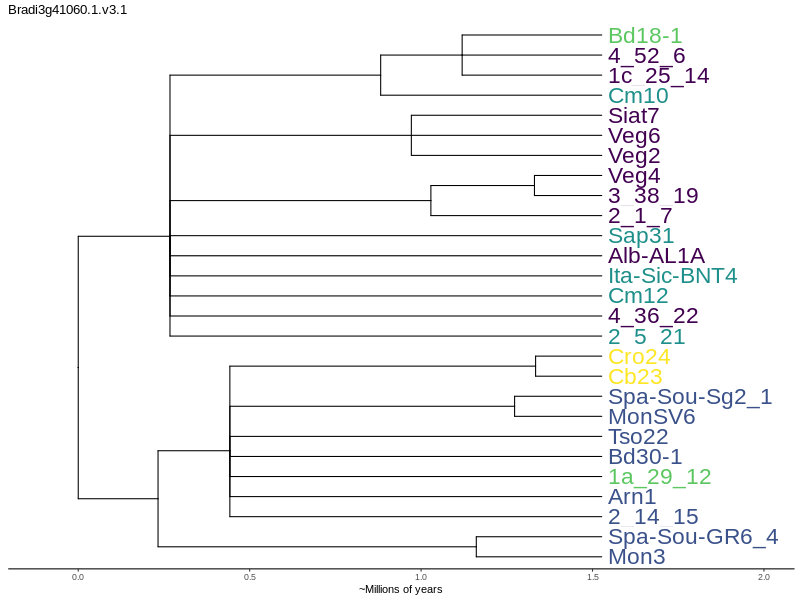 Bradi3g41060.1.v3.1
Bd18-1
4_52_6
1c_25_14
Cm10
Siat7
Veg6
Veg2
Veg4
3_38_19
2_1_7
Sap31
Alb-AL1A
Ita-Sic-BNT4
Cm12
4_36_22
2_5_21
Cro24
Cb23
Spa-Sou-Sg2_1
MonSV6
Tso22
Bd30-1
1a_29_12
Arn1
2_14_15
Spa-Sou-GR6_4
Mon3
0.0 0.5 1.0 1.5 2.0
~Millions of years